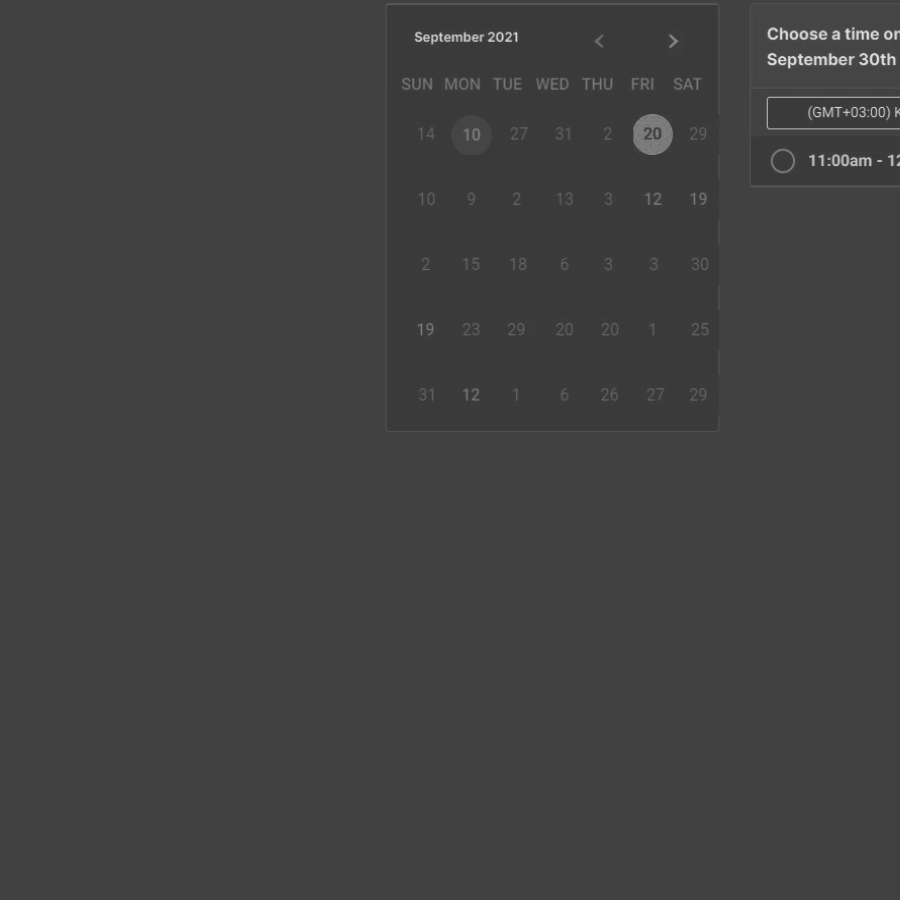 September 2021
SUN MON TUE WED THU FRI SAT
14 10 27 31 2 20 29
10 9 2 13 3 12 19
2 15 18 6 3 3 30
19 23 29 20 20 1 25
31 12 1 6 26 27 29
Choose a time on
September 30th
(GMT+03:00) K
11:00am - 12